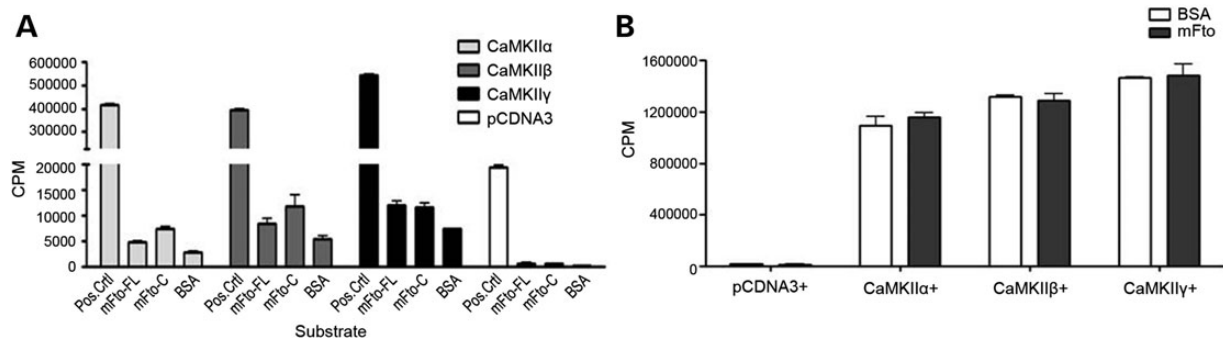 A
CaMKIIα
CaMKIIβ
CaMKIIγ
pCDNA3
CPM
600000
500000
400000
300000
20000
15000
10000
5000
0
Pos.Crtl
mFto-FL
mFto-C
BSA
Pos.Crtl
mFto-FL
mFto-C
BSA
Pos.Crtl
mFto-FL
mFto-C
BSA
Pos.Crtl
mFto-FL
mFto-C
BSA
Substrate
B
BSA
mFto
CPM
1600000
1200000
800000
400000
0
pCDNA3+ CaMKIIα+ CaMKIIβ+ CaMKIIγ+